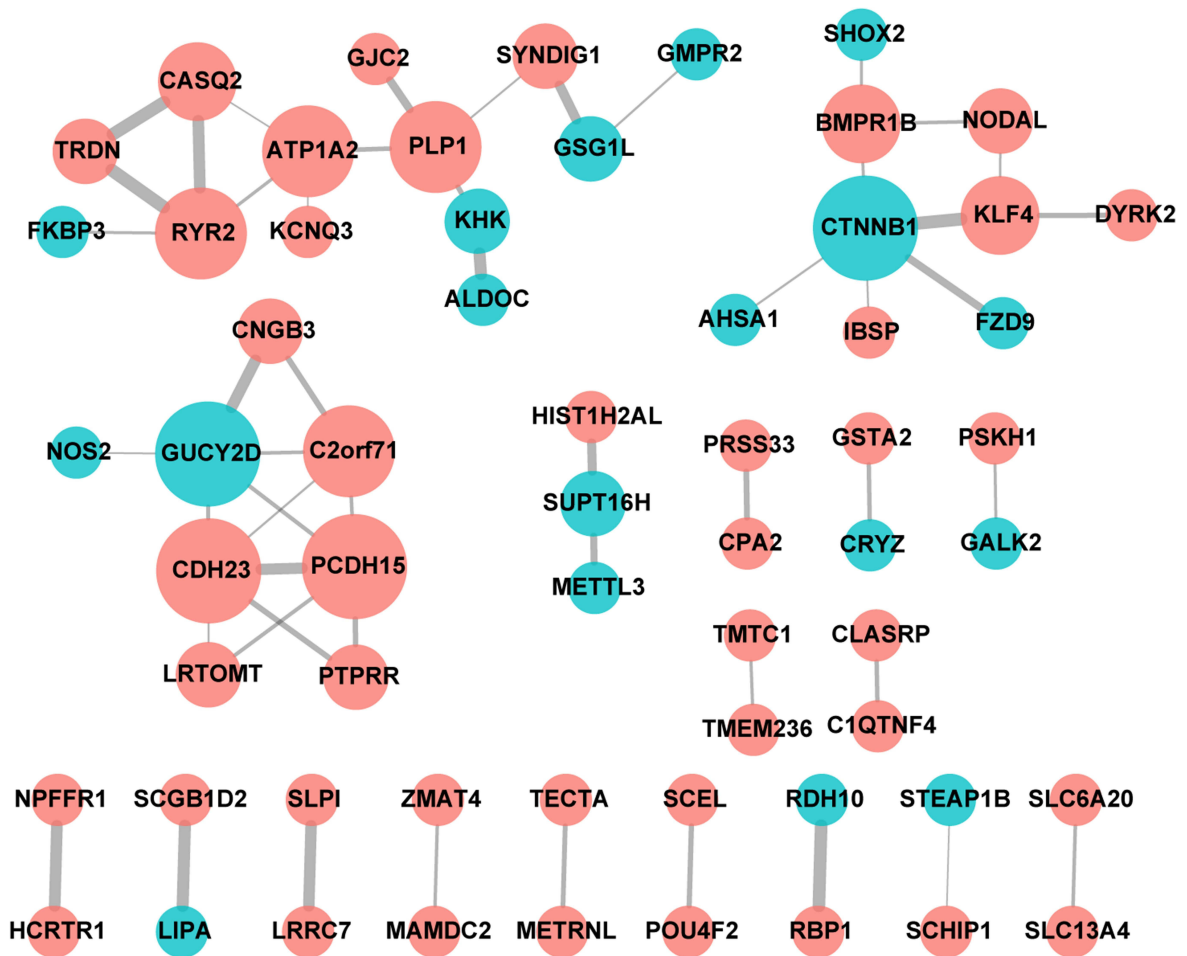 SHOX2
GJC2
SYNDIG1
GMPR2
CASQ2
BMPR1B
NODAL
TRDN
ATP1A2
PLP1
GSG1L
FKBP3
RYR2
KCNQ3
KHK
CTNNB1
KLF4
DYRK2
ALDOC
AHSA1
IBSP
FZD9
CNGB3
HIST1H2AL
NOS2
GUCY2D
C2orf71
PRSS33
GSTA2
PSKH1
SUPT16H
CDH23
PCDH15
CPA2
CRYZ
GALK2
METTL3
LRTOMT
PTPRR
TMTC1
CLASRP
TMEM236
C1QTNF4
NPFFR1
SCGB1D2
SLPI
ZMAT4
TECTA
SCEL
RDH10
STEAP1B
SLC6A20
HCRTR1
LIPA
LRRC7
MAMDC2
METRNL
POU4F2
RBP1
SCHIP1
SLC13A4